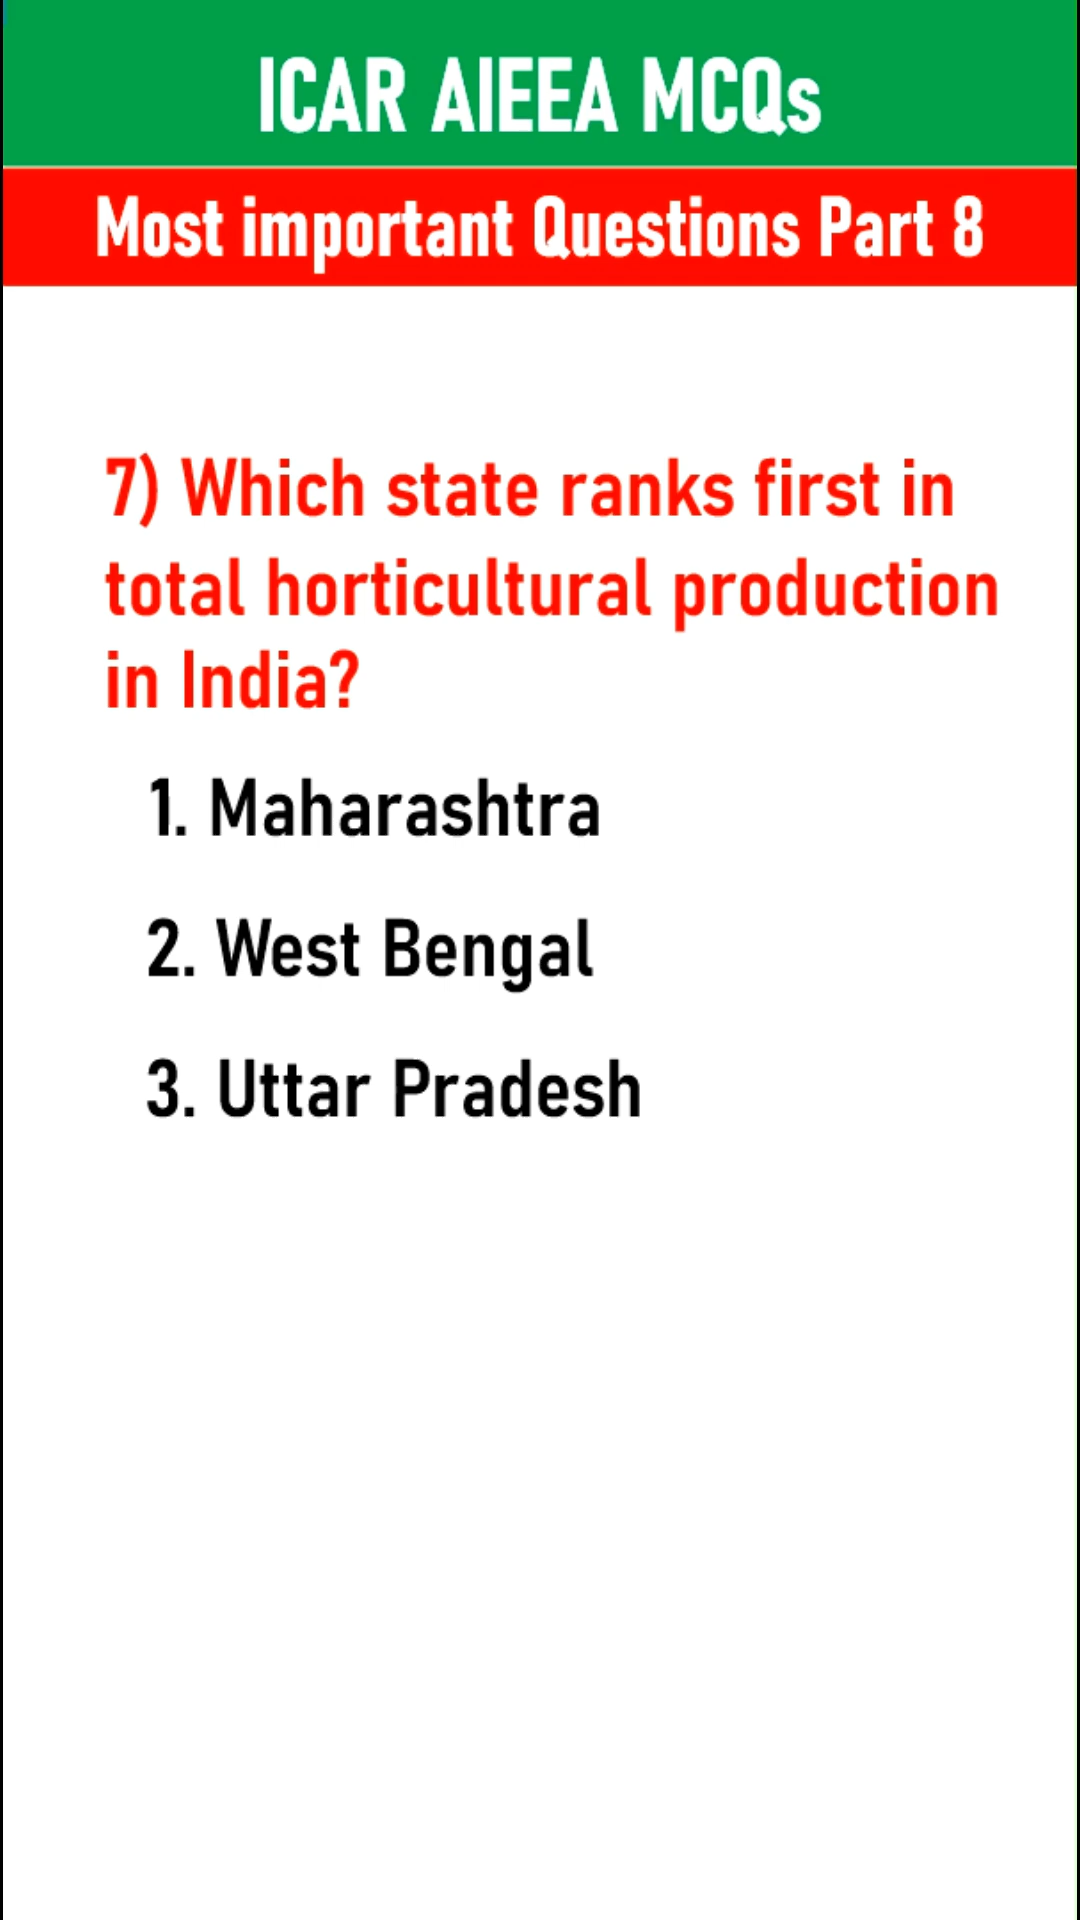 ICAR AIEEA MCQs
Most important Questions Part 8
7) Which state ranks first in
total horticultural production
in India?
1. Maharashtra
2. West Bengal
3. Uttar Pradesh